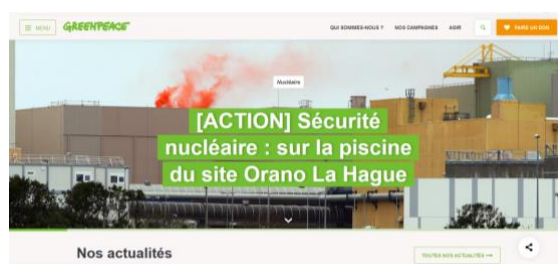 MENU
GREENPEACE
QUI SOMMES-NOUS ?
NOS CAMPAGNES
AGIR
FAIRE UN DON
Nucléaire
[ACTION] Sécurité
nucléaire : sur la piscine
du site Orano La Hague
Nos actualités
TOUTES NOS ACTUALITÉS